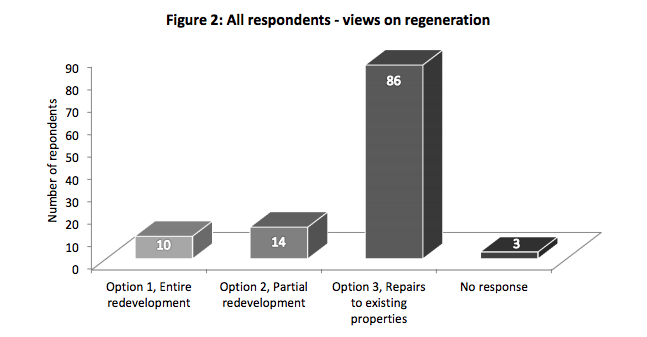 Figure 2: All respondents - views on regeneration
Number of repondents
90
80
70
60
50
40
30
20
10
0
10
14
86
3
Option 1, Entire
redevelopment
Option 2, Partial
redevelopment
Option 3, Repairs
to existing
properties
No response